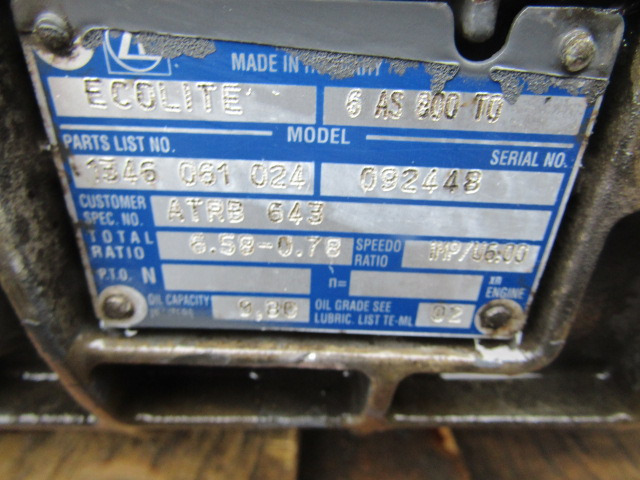 MADE IN HUNGARY
ECOLITE 6 AS 800 TO
PARTS LIST NO. MODEL SERIAL NO.
1346 061 024 092448
CUSTOMER SPEC. NO. ATRB 643
TOTAL RATIO 6.58-0.78 SPEEDO RATIO
P.T.O. N n= XR ENGINE
OIL CAPACITY OIL GRADE SEE LUBRIC. LIST TE-ML 02